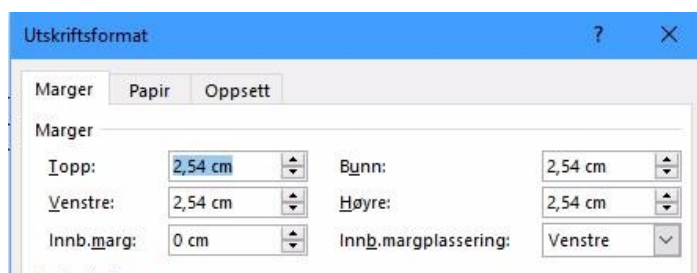 Utskriftsformat ?
Marger Papir Oppsett
Marger
Topp: 2,54 cm Bunn: 2,54 cm
Venstre: 2,54 cm Høyre: 2,54 cm
Innb.marg: 0 cm Innb.margplassering: Venstre